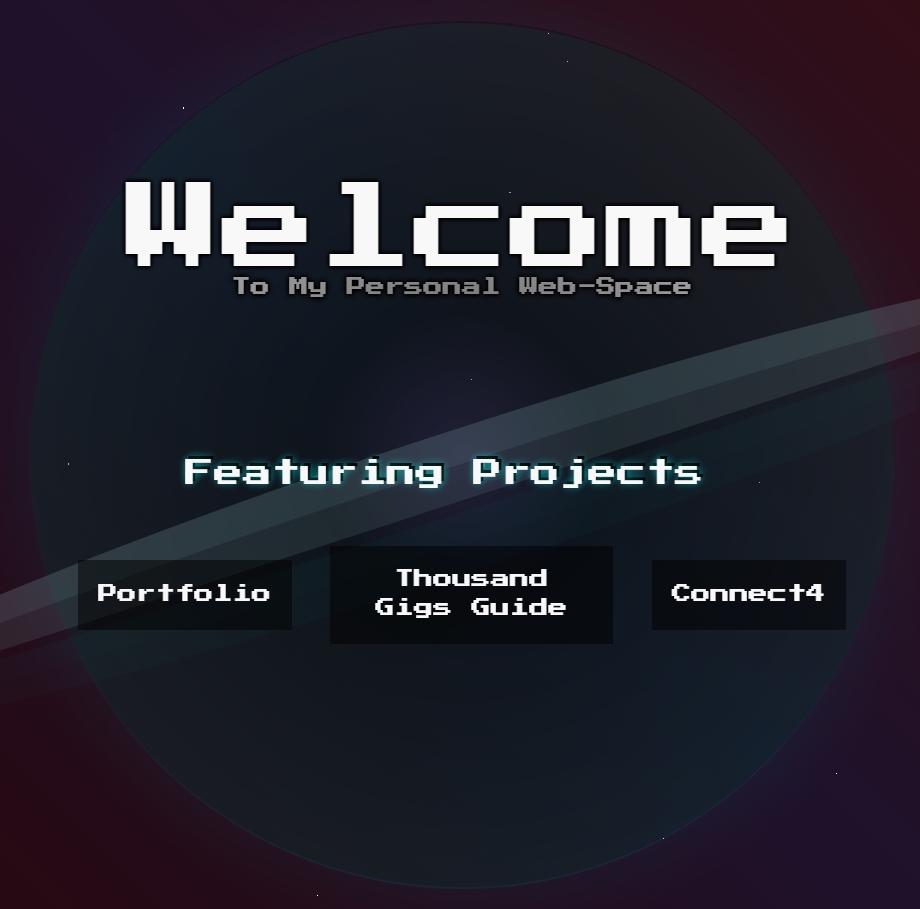 Welcome
To My Personal Web-Space
Featuring Projects
Portfolio
Thousand
Gigs Guide
Connect4